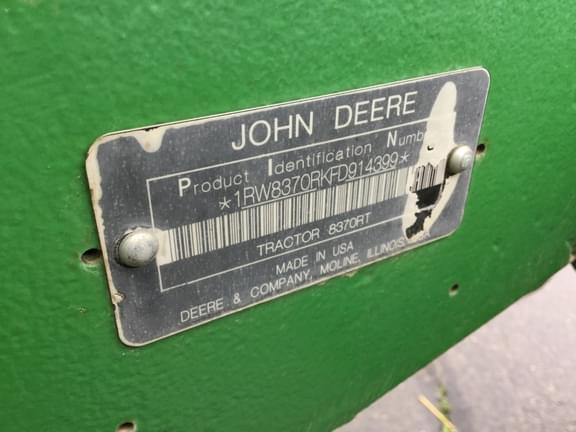 JOHN DEERE
Product Identification Numb
*1RW8370RKFD914399*
TRACTOR 8370RT
MADE IN USA
DEERE & COMPANY, MOLINE, ILLINOIS